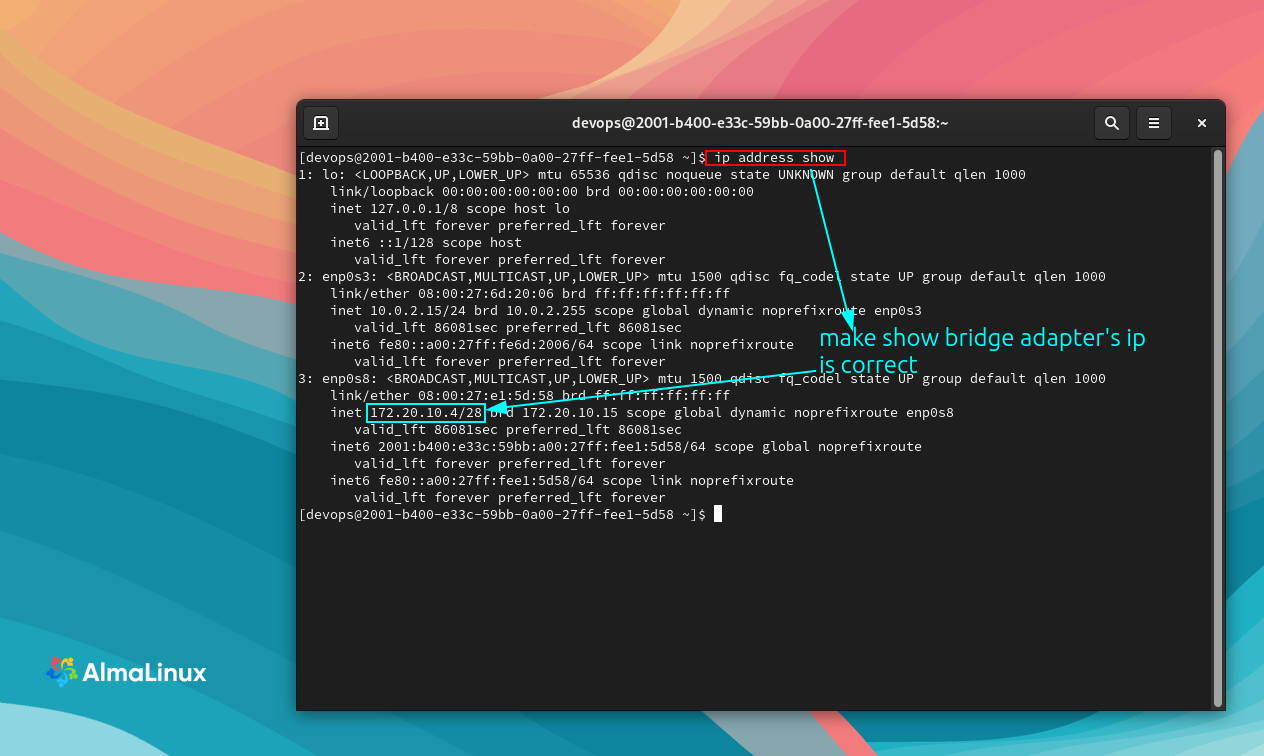 devops@2001-b400-e33c-59bb-0a00-27ff-fee1-5d58:~
[devops@2001-b400-e33c-59bb-0a00-27ff-fee1-5d58 ~]$ ip address show
1: lo: <LOOPBACK,UP,LOWER_UP> mtu 65536 qdisc noqueue state UNKNOWN group default qlen 1000
    link/loopback 00:00:00:00:00:00 brd 00:00:00:00:00:00
    inet 127.0.0.1/8 scope host lo
       valid_lft forever preferred_lft forever
    inet6 ::1/128 scope host
       valid_lft forever preferred_lft forever
2: enp0s3: <BROADCAST,MULTICAST,UP,LOWER_UP> mtu 1500 qdisc fq_codel state UP group default qlen 1000
    link/ether 08:00:27:6d:20:06 brd ff:ff:ff:ff:ff:ff
    inet 10.0.2.15/24 brd 10.0.2.255 scope global dynamic noprefixroute enp0s3
       valid_lft 86081sec preferred_lft 86081sec
    inet6 fe80::a00:27ff:fe6d:2006/64 scope link noprefixroute
       valid_lft forever preferred_lft forever
make show bridge adapter's ip
is correct
3: enp0s8: <BROADCAST,MULTICAST,UP,LOWER_UP> mtu 1500 qdisc fq_codel state UP group default qlen 1000
    link/ether 08:00:27:e1:5d:58 brd ff:ff:ff:ff:ff:ff
    inet 172.20.10.4/28 brd 172.20.10.15 scope global dynamic noprefixroute enp0s8
       valid_lft 86081sec preferred_lft 86081sec
    inet6 2001:b400:e33c:59bb:a00:27ff:fee1:5d58/64 scope global noprefixroute
       valid_lft forever preferred_lft forever
    inet6 fe80::a00:27ff:fee1:5d58/64 scope link noprefixroute
       valid_lft forever preferred_lft forever
[devops@2001-b400-e33c-59bb-0a00-27ff-fee1-5d58 ~]$
AlmaLinux